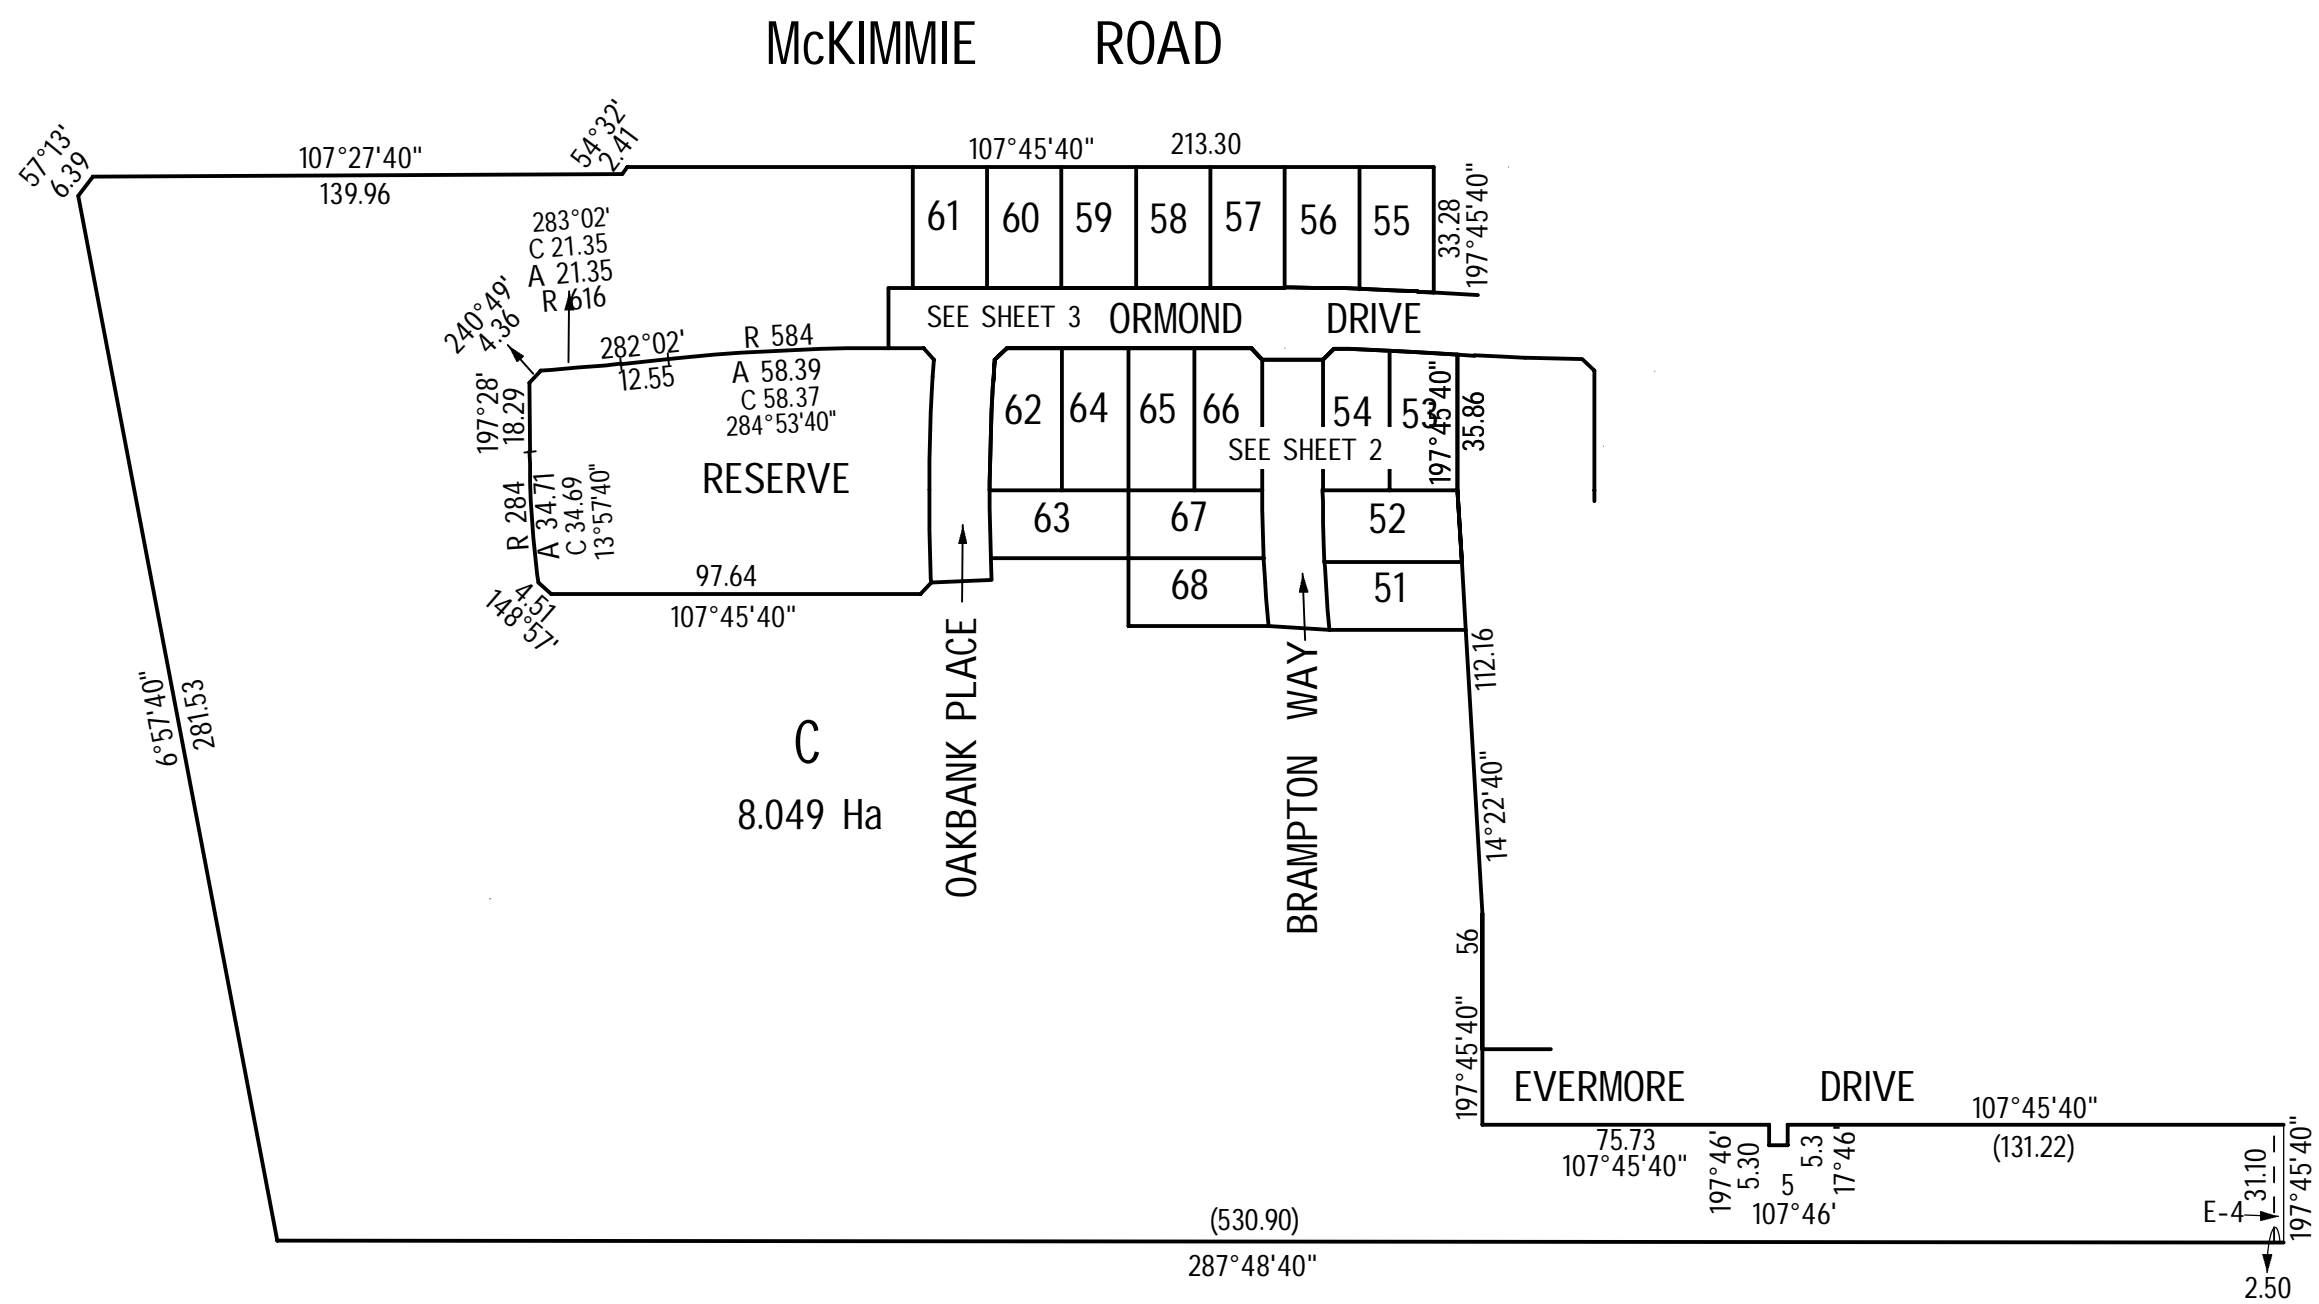 McKIMMIE ROAD
57°13'
6.39
107°27'40"
139.96
54°32'
2.41
107°45'40" 213.30
33.28
197°45'40"
61 60 59 58 57 56 55
283°02'
C 21.35
A 21.35
R 616
240°49'
4.36
SEE SHEET 3 ORMOND DRIVE
282°02'
12.55
R 584
A 58.39
C 58.37
284°53'40"
197°28'
18.29
R 284
A 34.71
C 34.69
13°57'40"
RESERVE
62 64 65 66 54 53
197°45'40"
35.86
SEE SHEET 2
63 67 52
68 51
97.64
107°45'40"
4.51
148°57'
OAKBANK PLACE
BRAMPTON WAY
6°57'40"
281.53
C
8.049 Ha
112.16
14°22'40"
56
197°45'40"
EVERMORE DRIVE
75.73
107°45'40"
197°46'
5.30
5
107°46'
5.3
17°46'
107°45'40"
(131.22)
31.10
197°45'40"
E-4
2.50
(530.90)
287°48'40"